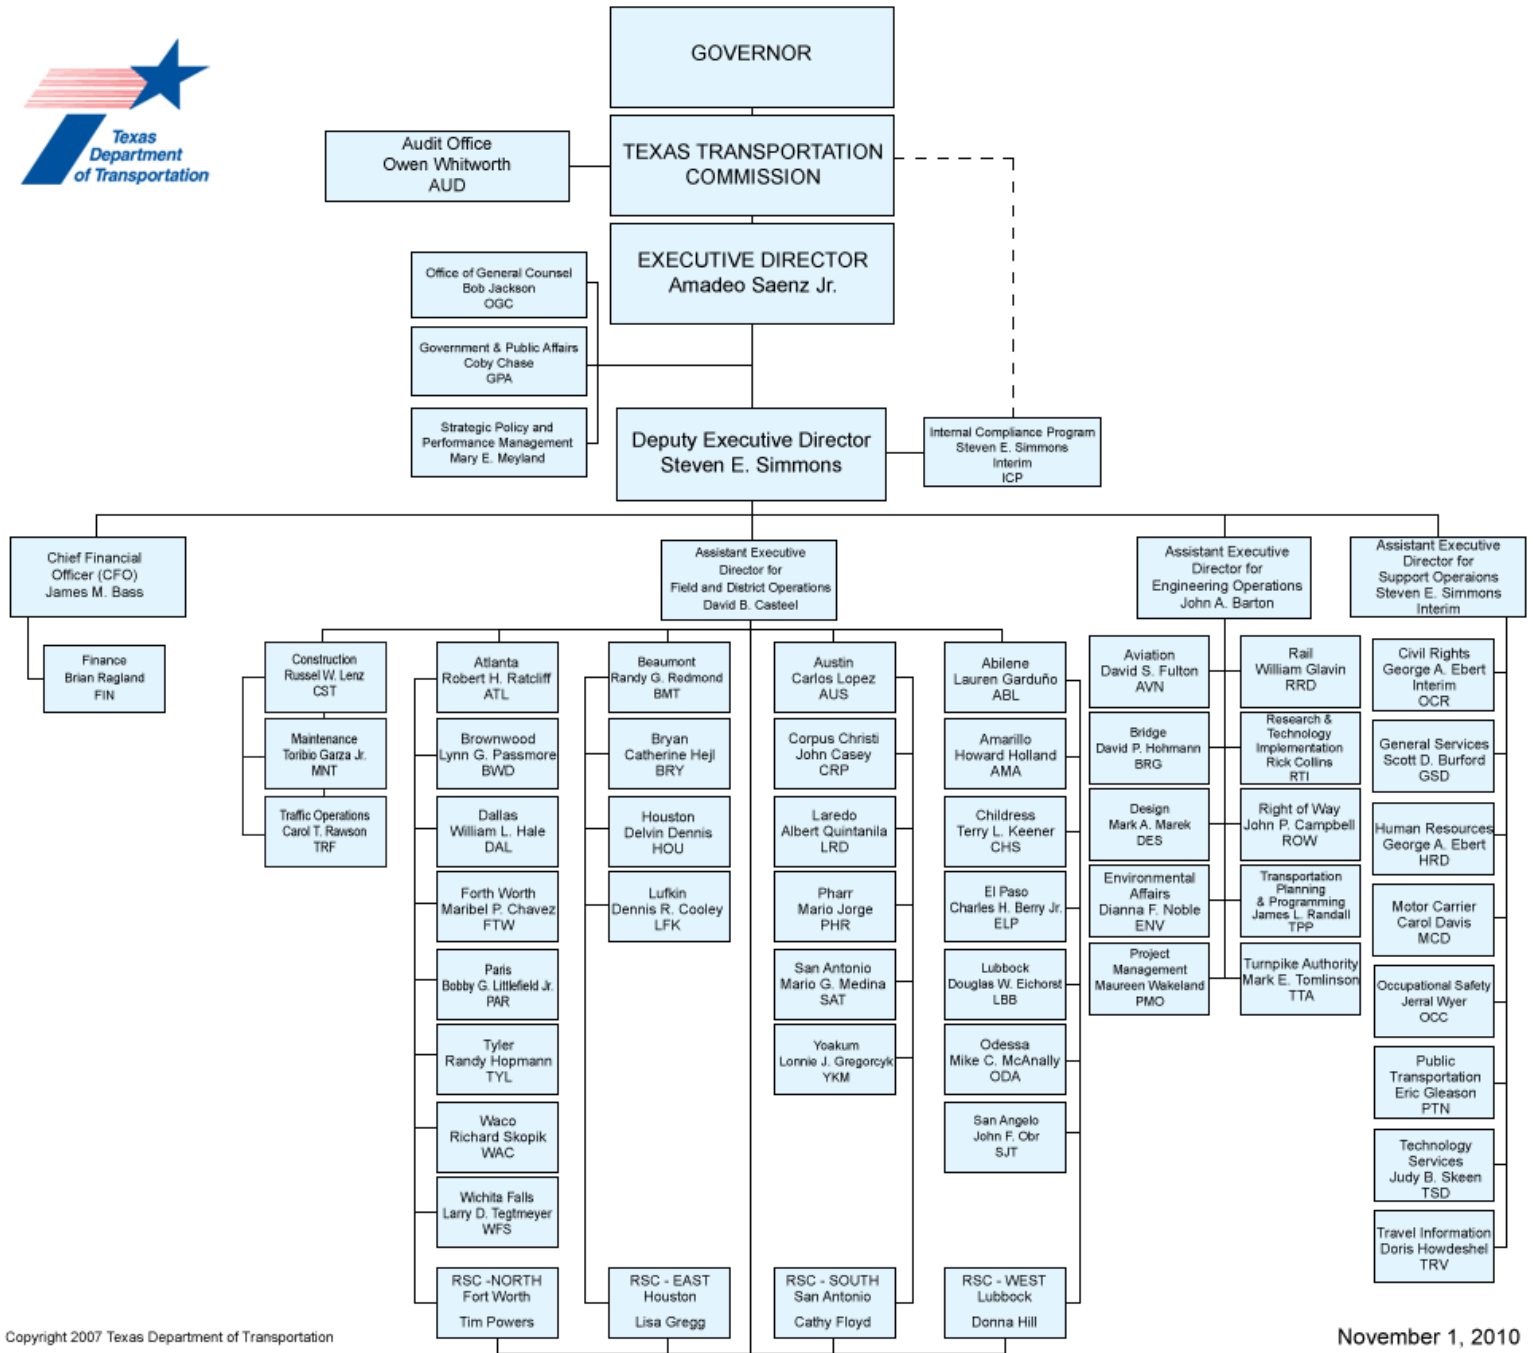 GOVERNOR
Texas
Department
of Transportation
Audit Office
Owen Whitworth
AUD
TEXAS TRANSPORTATION
COMMISSION
EXECUTIVE DIRECTOR
Amadeo Saenz Jr.
Office of General Counsel
Bob Jackson
OGC
Government & Public Affairs
Coby Chase
GPA
Strategic Policy and
Performance Management
Mary E. Meyland
Deputy Executive Director
Steven E. Simmons
Internal Compliance Program
Steven E. Simmons
Interim
ICP
Chief Financial
Officer (CFO)
James M. Bass
Finance
Brian Ragland
FIN
Assistant Executive
Director for
Field and District Operations
David B. Casteel
Construction
Russel W. Lenz
CST
Maintenance
Toribio Garza Jr.
MNT
Traffic Operations
Carol T. Rawson
TRF
Atlanta
Robert H. Ratcliff
ATL
Brownwood
Lynn G. Passmore
BWD
Dallas
William L. Hale
DAL
Forth Worth
Maribel P. Chavez
FTW
Paris
Bobby G. Littlefield Jr.
PAR
Tyler
Randy Hopmann
TYL
Waco
Richard Skopik
WAC
Wichita Falls
Larry D. Tegtmeyer
WFS
RSC -NORTH
Fort Worth
Tim Powers
Beaumont
Randy G. Redmond
BMT
Bryan
Catherine Hejl
BRY
Houston
Delvin Dennis
HOU
Lufkin
Dennis R. Cooley
LFK
RSC - EAST
Houston
Lisa Gregg
Austin
Carlos Lopez
AUS
Corpus Christi
John Casey
CRP
Laredo
Albert Quintanila
LRD
Pharr
Mario Jorge
PHR
San Antonio
Mario G. Medina
SAT
Yoakum
Lonnie J. Gregorcyk
YKM
RSC - SOUTH
San Antonio
Cathy Floyd
Abilene
Lauren Garduño
ABL
Amarillo
Howard Holland
AMA
Childress
Terry L. Keener
CHS
El Paso
Charles H. Berry Jr.
ELP
Lubbock
Douglas W. Eichorst
LBB
Odessa
Mike C. McAnally
ODA
San Angelo
John F. Obr
SJT
RSC - WEST
Lubbock
Donna Hill
Assistant Executive
Director for
Engineering Operations
John A. Barton
Aviation
David S. Fulton
AVN
Bridge
David P. Hohmann
BRG
Design
Mark A. Marek
DES
Environmental
Affairs
Dianna F. Noble
ENV
Project
Management
Maureen Wakeland
PMO
Rail
William Glavin
RRD
Research &
Technology
Implementation
Rick Collins
RTI
Right of Way
John P. Campbell
ROW
Transportation
Planning
& Programming
James L. Randall
TPP
Turnpike Authority
Mark E. Tomlinson
TTA
Assistant Executive
Director for
Support Operaions
Steven E. Simmons
Interim
Civil Rights
George A. Ebert
Interim
OCR
General Services
Scott D. Burford
GSD
Human Resources
George A. Ebert
HRD
Motor Carrier
Carol Davis
MCD
Occupational Safety
Jerral Wyer
OCC
Public
Transportation
Eric Gleason
PTN
Technology
Services
Judy B. Skeen
TSD
Travel Information
Doris Howdeshel
TRV
Copyright 2007 Texas Department of Transportation
November 1, 2010